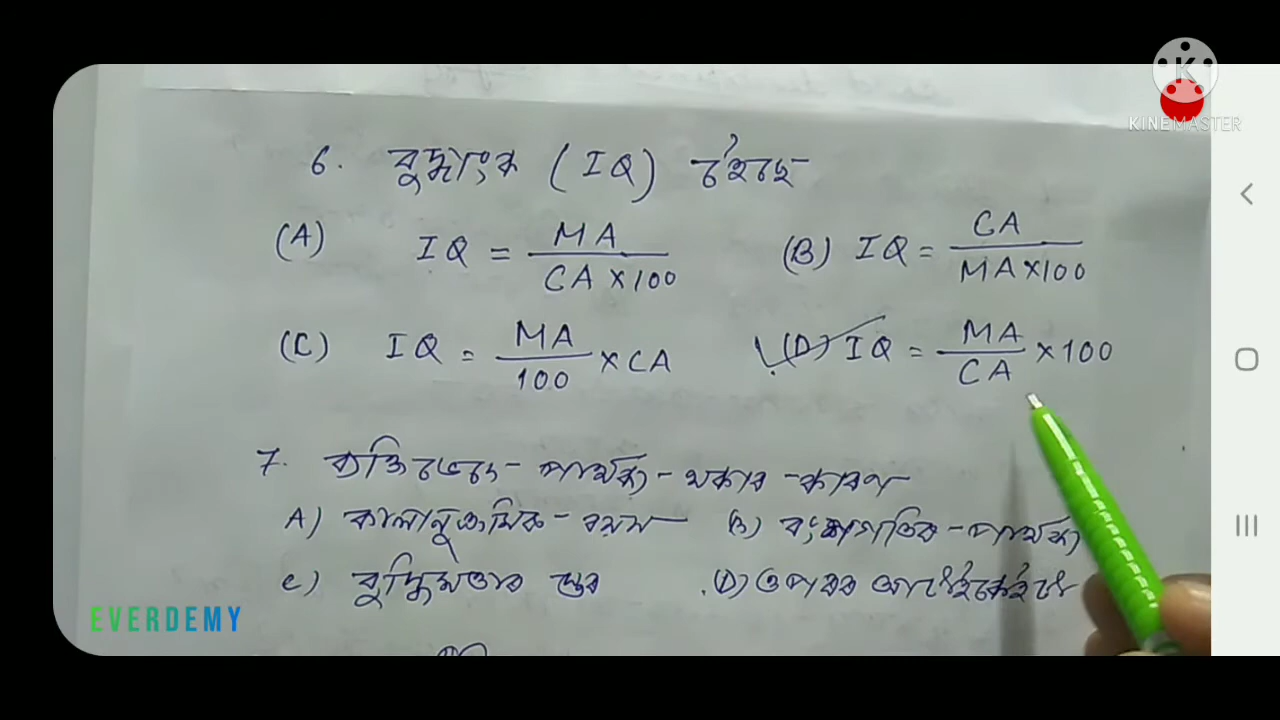 KINEMASTER
6. বুদ্ধ্যাংক (IQ) হৈছে
(A) IQ = MA / CA × 100 (B) IQ = CA / MA × 100
(C) IQ = MA / 100 × CA (D) IQ = MA / CA × 100
7. ব্যক্তিভেদে পাৰ্থক্য থকাৰ কাৰণ
A) কালানুক্ৰমিক বয়স (B) বংশগতিক পাৰ্থক্য
C) বুদ্ধিমত্তাৰ স্তৰ (D) ওপৰৰ আটাইকেইটা
EVERDEMY